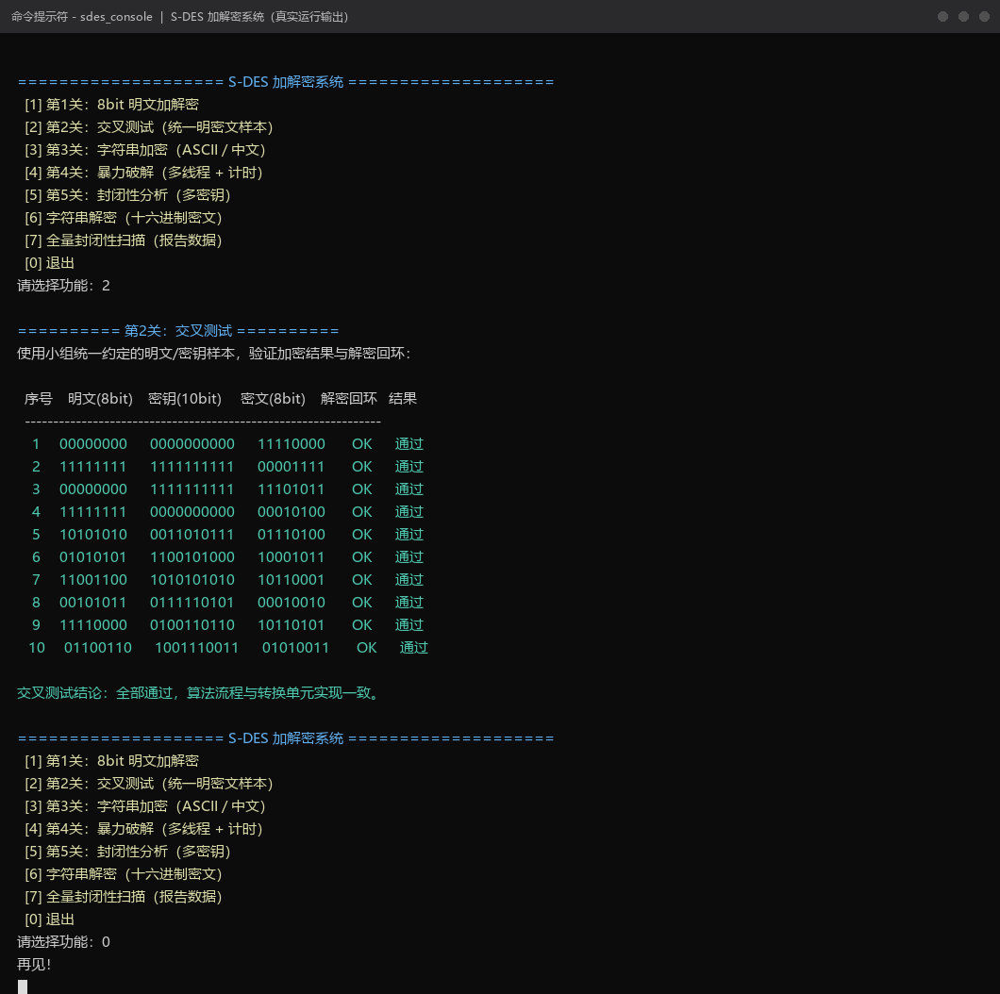 命令提示符 - sdes_console | S-DES 加解密系统（真实运行输出）
==================== S-DES 加解密系统 ====================
[1] 第1关：8bit 明文加解密
[2] 第2关：交叉测试（统一明密文样本）
[3] 第3关：字符串加密（ASCII / 中文）
[4] 第4关：暴力破解（多线程 + 计时）
[5] 第5关：封闭性分析（多密钥）
[6] 字符串解密（十六进制密文）
[7] 全量封闭性扫描（报告数据）
[0] 退出
请选择功能：2
========== 第2关：交叉测试 ==========
使用小组统一约定的明文/密钥样本，验证加密结果与解密回环：
序号 明文(8bit) 密钥(10bit) 密文(8bit) 解密回环 结果
----------------------------------------------------------------
1 00000000 0000000000 11110000 OK 通过
2 11111111 1111111111 00001111 OK 通过
3 00000000 1111111111 11101011 OK 通过
4 11111111 0000000000 00010100 OK 通过
5 10101010 0011010111 01110100 OK 通过
6 01010101 1100101000 10001011 OK 通过
7 11001100 1010101010 10110001 OK 通过
8 00101011 0111110101 00010010 OK 通过
9 11110000 0100110110 10110101 OK 通过
10 01100110 1001110011 01010011 OK 通过
交叉测试结论：全部通过，算法流程与转换单元实现一致。
==================== S-DES 加解密系统 ====================
[1] 第1关：8bit 明文加解密
[2] 第2关：交叉测试（统一明密文样本）
[3] 第3关：字符串加密（ASCII / 中文）
[4] 第4关：暴力破解（多线程 + 计时）
[5] 第5关：封闭性分析（多密钥）
[6] 字符串解密（十六进制密文）
[7] 全量封闭性扫描（报告数据）
[0] 退出
请选择功能：0
再见！